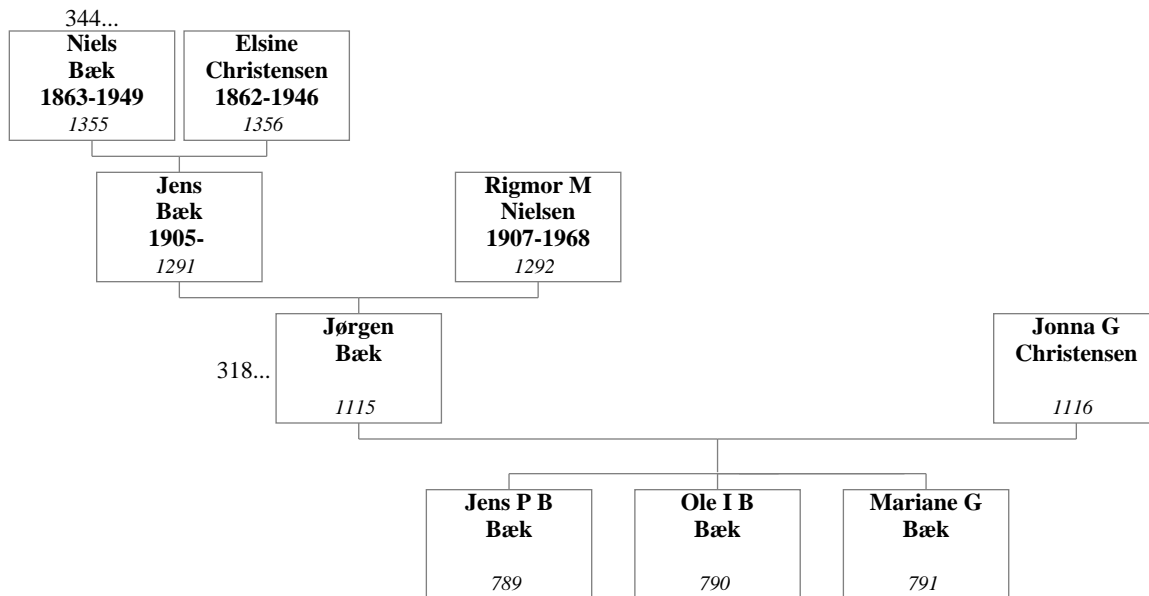 344...
Niels
Bæk
1863-1949
1355
Elsine
Christensen
1862-1946
1356
Jens
Bæk
1905-
1291
Rigmor M
Nielsen
1907-1968
1292
318...
Jørgen
Bæk
1115
Jonna G
Christensen
1116
Jens P B
Bæk
789
Ole I B
Bæk
790
Mariane G
Bæk
791